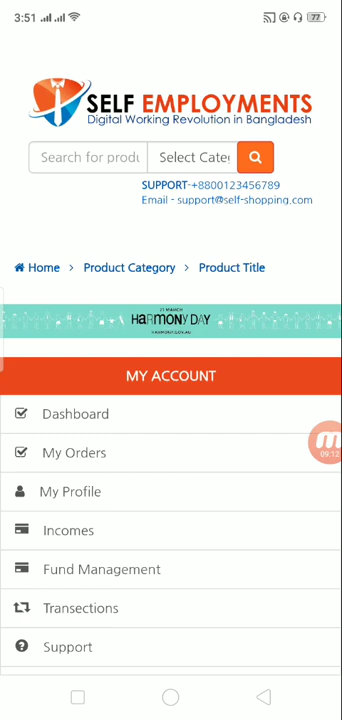 3:51
77
SELF EMPLOYMENTS
Digital Working Revolution in Bangladesh
Search for produ
Select Categ
SUPPORT-+8800123456789
Email - support@self-shopping.com
Home > Product Category > Product Title
21 MARCH
HARMONY DAY
HARMONY.GOV.AU
MY ACCOUNT
Dashboard
My Orders
My Profile
09:12
Incomes
Fund Management
Transections
Support